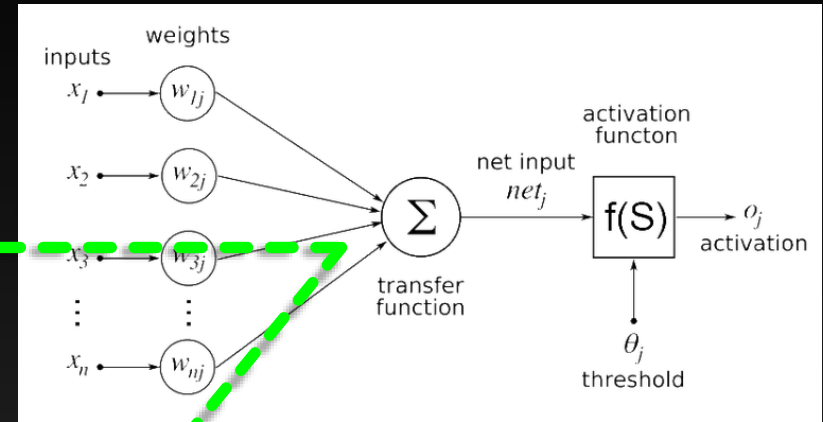 weights
inputs
x1
w1j
activation
functon
x2
w2j
net input
netj
Σ
f(S)
oj
activation
x3
w3j
transfer
function
⋮ ⋮
θj
xn
wnj
threshold